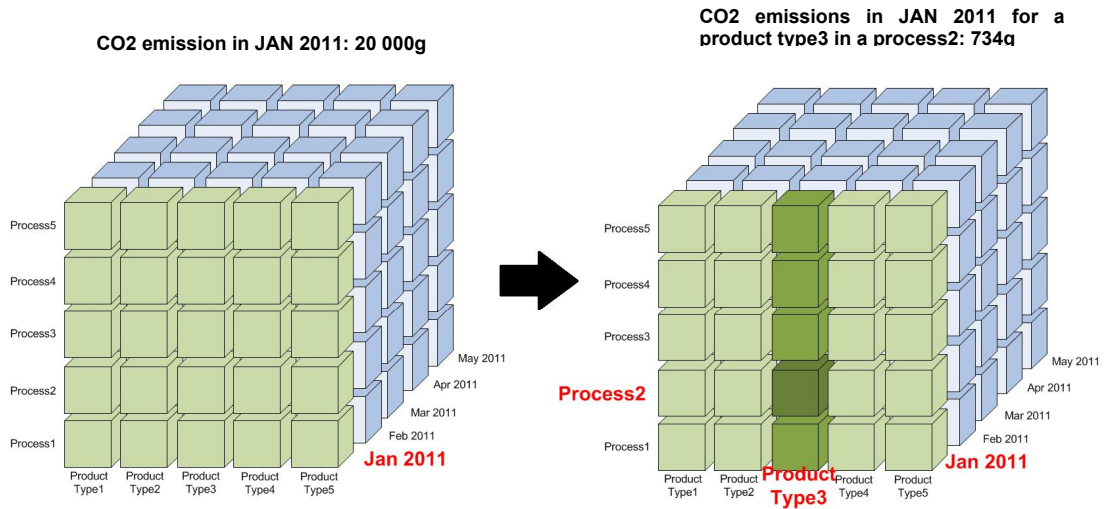 CO2 emission in JAN 2011: 20 000g
Process5
Process4
Process3
Process2
Process1
Product
Type1
Product
Type2
Product
Type3
Product
Type4
Product
Type5
Jan 2011
Feb 2011
Mar 2011
Apr 2011
May 2011
CO2 emissions in JAN 2011 for a
product type3 in a process2: 734g
Process5
Process4
Process3
Process2
Process1
Product
Type1
Product
Type2
Product
Type3
Product
Type4
Product
Type5
Jan 2011
Feb 2011
Mar 2011
Apr 2011
May 2011